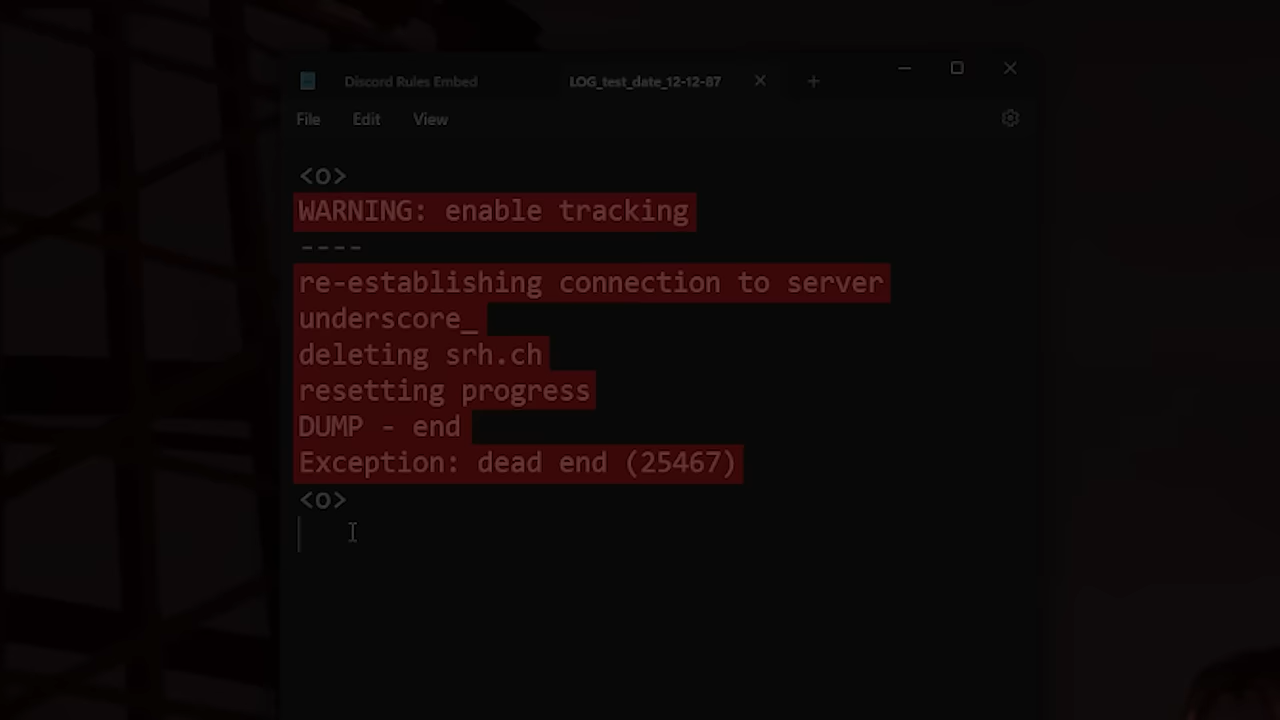 Discord Rules Embed
LOG_test_date_12-12-87
File Edit View
<o>
WARNING: enable tracking
----
re-establishing connection to server
underscore_
deleting srh.ch
resetting progress
DUMP - end
Exception: dead end (25467)
<o>